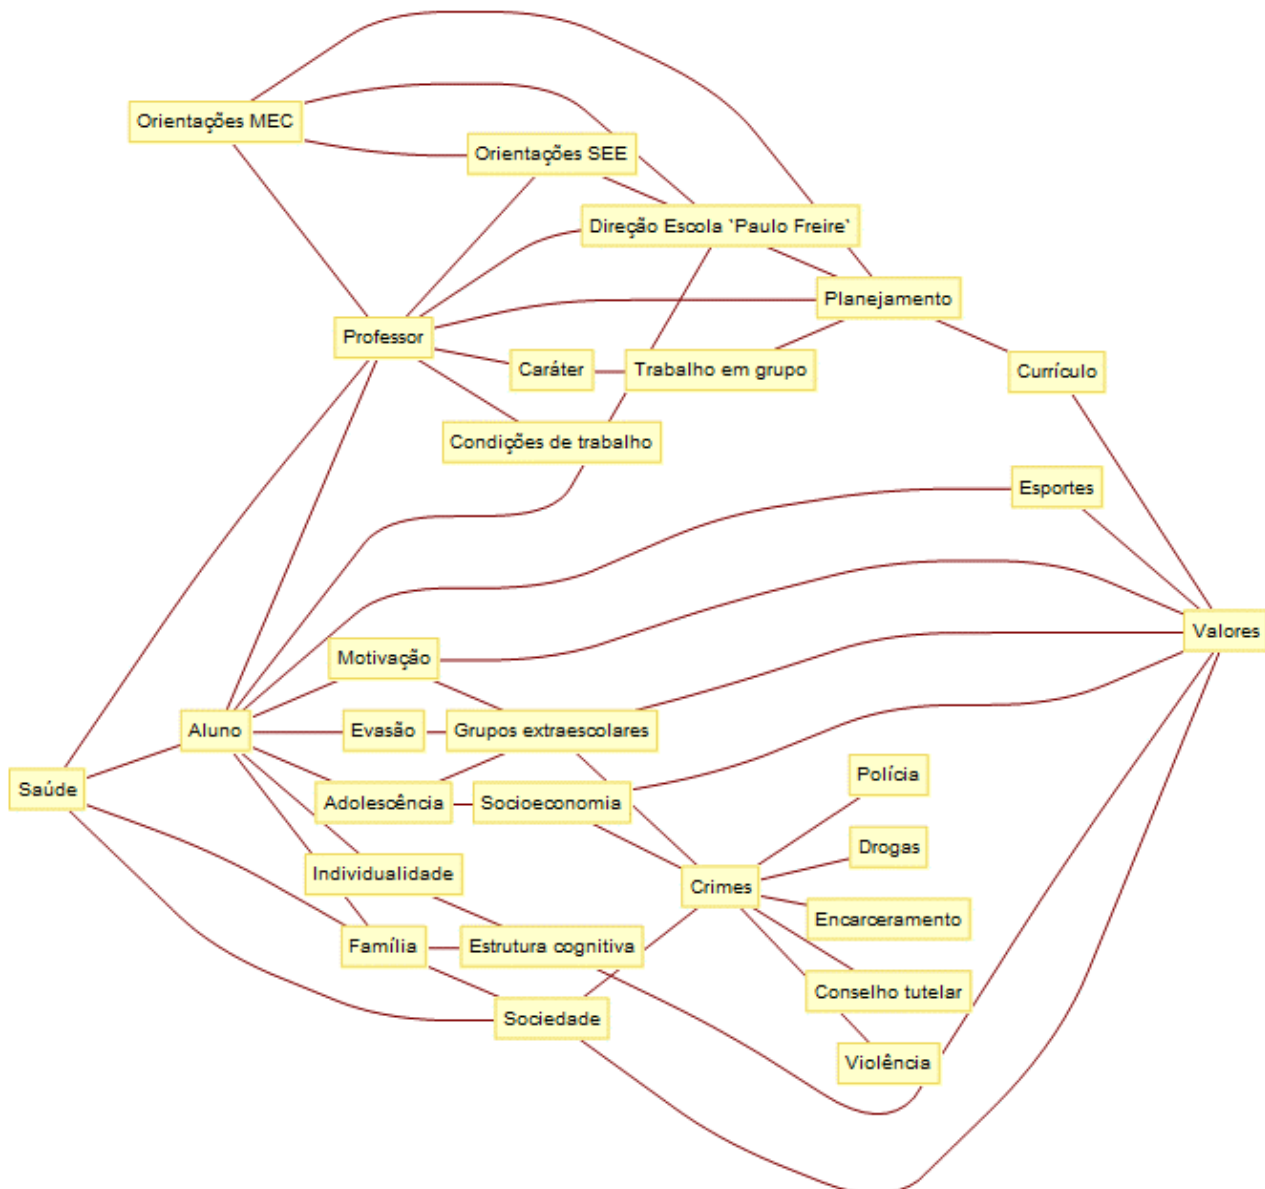 Orientações MEC
Orientações SEE
Direção Escola `Paulo Freire`
Planejamento
Professor
Caráter
Trabalho em grupo
Currículo
Condições de trabalho
Esportes
Valores
Motivação
Aluno
Evasão
Grupos extraescolares
Saúde
Adolescência
Socioeconomia
Polícia
Drogas
Individualidade
Crimes
Encarceramento
Família
Estrutura cognitiva
Conselho tutelar
Sociedade
Violência